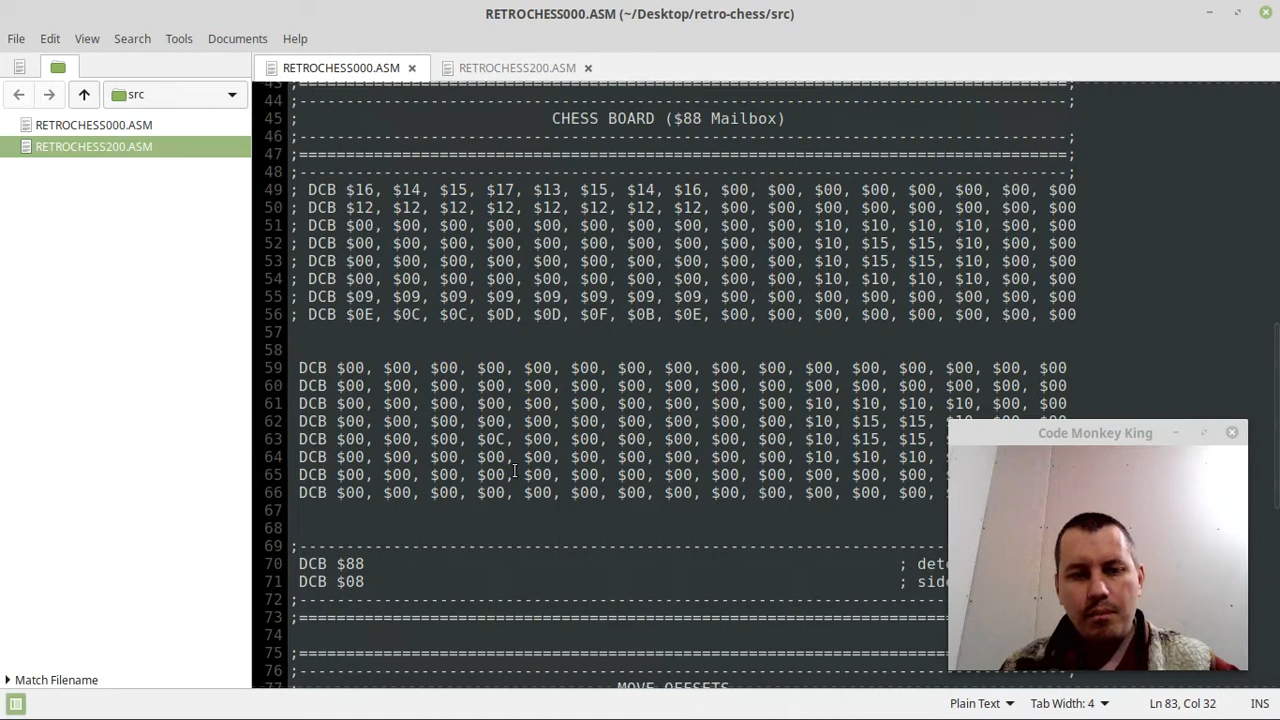 RETROCHESS000.ASM (~/Desktop/retro-chess/src)
File Edit View Search Tools Documents Help
RETROCHESS000.ASM RETROCHESS200.ASM
src
RETROCHESS000.ASM
RETROCHESS200.ASM
43 ;==================================================================================;
44 ;----------------------------------------------------------------------------------;
45 ; CHESS BOARD ($88 Mailbox)
46 ;----------------------------------------------------------------------------------;
47 ;==================================================================================;
48 ;----------------------------------------------------------------------------------;
49 ; DCB $16, $14, $15, $17, $13, $15, $14, $16, $00, $00, $00, $00, $00, $00, $00, $00
50 ; DCB $12, $12, $12, $12, $12, $12, $12, $12, $00, $00, $00, $00, $00, $00, $00, $00
51 ; DCB $00, $00, $00, $00, $00, $00, $00, $00, $00, $00, $10, $10, $10, $10, $00, $00
52 ; DCB $00, $00, $00, $00, $00, $00, $00, $00, $00, $00, $10, $15, $15, $10, $00, $00
53 ; DCB $00, $00, $00, $00, $00, $00, $00, $00, $00, $00, $10, $15, $15, $10, $00, $00
54 ; DCB $00, $00, $00, $00, $00, $00, $00, $00, $00, $00, $10, $10, $10, $10, $00, $00
55 ; DCB $09, $09, $09, $09, $09, $09, $09, $09, $00, $00, $00, $00, $00, $00, $00, $00
56 ; DCB $0E, $0C, $0C, $0D, $0D, $0F, $0B, $0E, $00, $00, $00, $00, $00, $00, $00, $00
57
58
59 DCB $00, $00, $00, $00, $00, $00, $00, $00, $00, $00, $00, $00, $00, $00, $00, $00
60 DCB $00, $00, $00, $00, $00, $00, $00, $00, $00, $00, $00, $00, $00, $00, $00, $00
61 DCB $00, $00, $00, $00, $00, $00, $00, $00, $00, $00, $10, $10, $10, $10, $00, $00
62 DCB $00, $00, $00, $00, $00, $00, $00, $00, $00, $00, $10, $15, $15, $10, $00, $00
63 DCB $00, $00, $00, $0C, $00, $00, $00, $00, $00, $00, $10, $15, $15,
64 DCB $00, $00, $00, $00, $00, $00, $00, $00, $00, $00, $10, $10, $10,
65 DCB $00, $00, $00, $00, $00, $00, $00, $00, $00, $00, $00, $00, $00,
66 DCB $00, $00, $00, $00, $00, $00, $00, $00, $00, $00, $00, $00, $00,
67
68
69 ;---------------------------------------------------------------------
70 DCB $88 ;
71 DCB $08 ;
72 ;---------------------------------------------------------------------
73 ;=====================================================================
74
75 ;=====================================================================
76 ;---------------------------------------------------------------------
77 MOVE OFFSETS
Code Monkey King
Match Filename
Plain Text Tab Width: 4 Ln 83, Col 32 INS